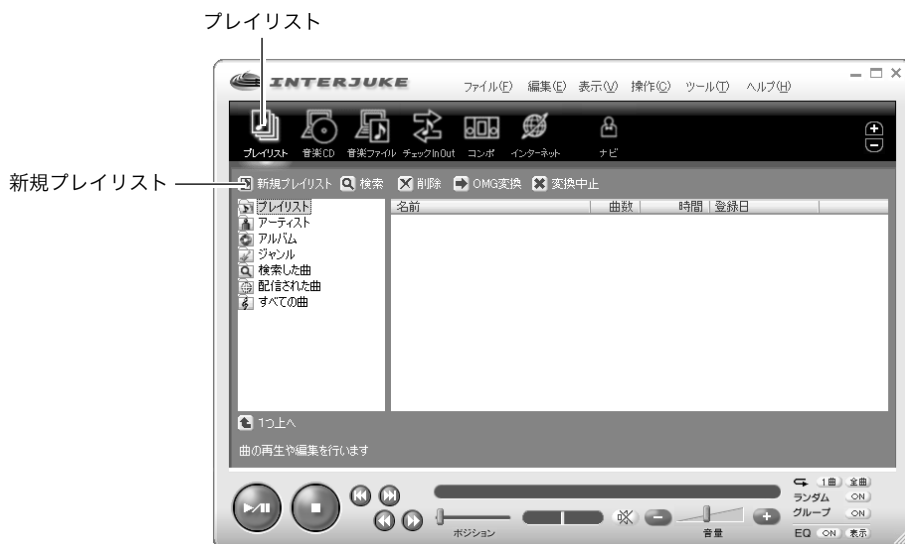 プレイリスト
INTERJUKE
ファイル(F) 編集(E) 表示(V) 操作(C) ツール(T) ヘルプ(H)
プレイリスト 音楽CD 音楽ファイル チェックInOut コンポ インターネット ナビ
新規プレイリスト
新規プレイリスト 検索 削除 OMG変換 変換中止
プレイリスト
アーティスト
アルバム
ジャンル
検索した曲
配信された曲
すべての曲
名前 曲数 時間 登録日
1つ上へ
曲の再生や編集を行います
1曲 全曲
ランダム ON
グループ ON
EQ ON 表示
ポジション
音量